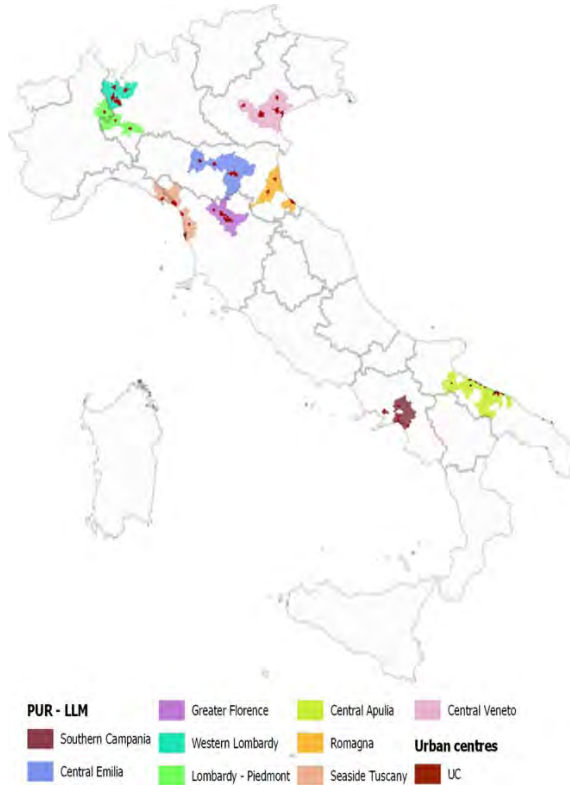 PUR - LLM
Southern Campania
Central Emilia
Greater Florence
Western Lombardy
Lombardy - Piedmont
Central Apulia
Romagna
Seaside Tuscany
Central Veneto
Urban centres
UC